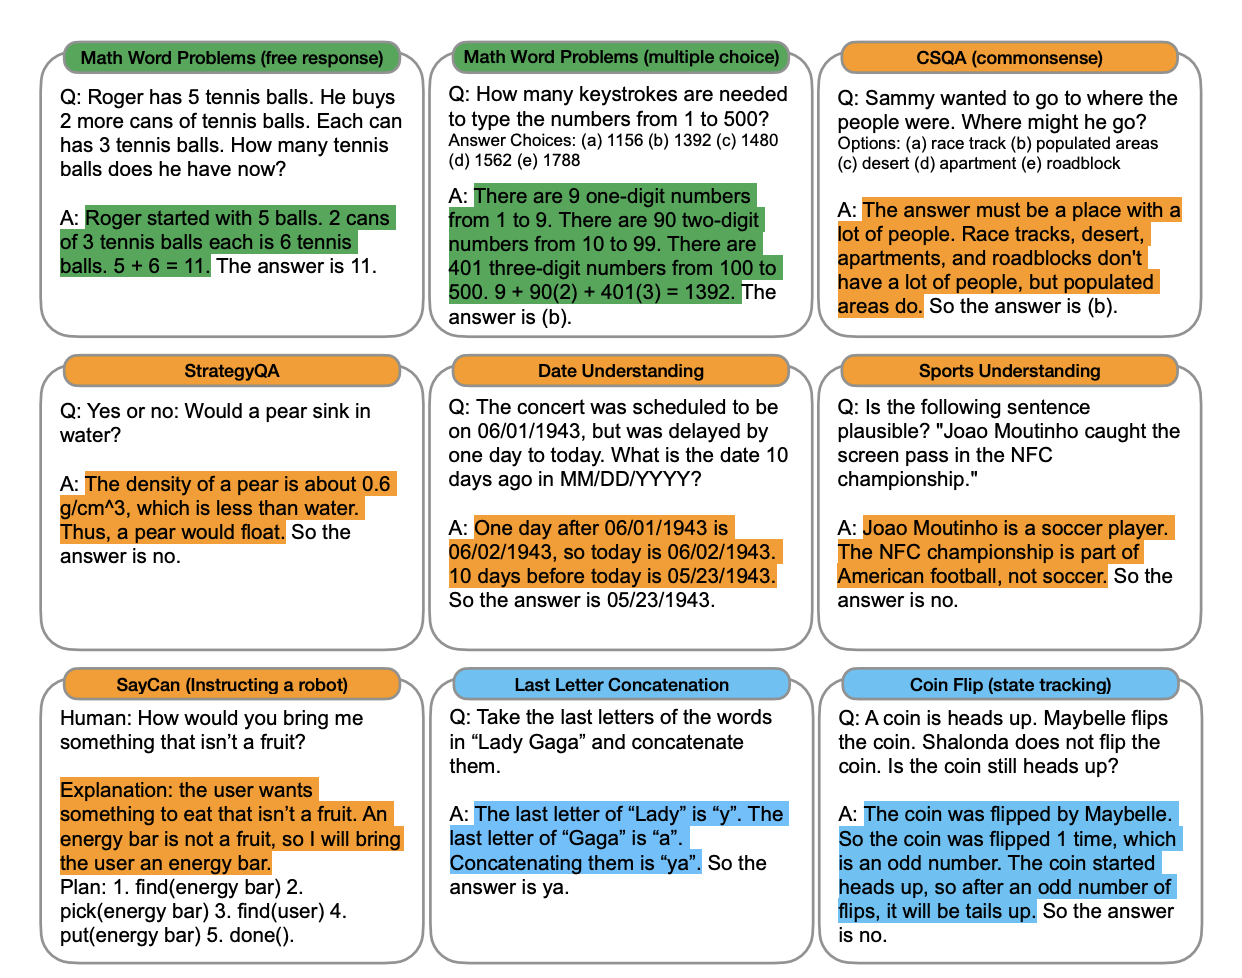 Math Word Problems (free response)
Q: Roger has 5 tennis balls. He buys
2 more cans of tennis balls. Each can
has 3 tennis balls. How many tennis
balls does he have now?
A: Roger started with 5 balls. 2 cans
of 3 tennis balls each is 6 tennis
balls. 5 + 6 = 11. The answer is 11.
Math Word Problems (multiple choice)
Q: How many keystrokes are needed
to type the numbers from 1 to 500?
Answer Choices: (a) 1156 (b) 1392 (c) 1480
(d) 1562 (e) 1788
A: There are 9 one-digit numbers
from 1 to 9. There are 90 two-digit
numbers from 10 to 99. There are
401 three-digit numbers from 100 to
500. 9 + 90(2) + 401(3) = 1392. The
answer is (b).
CSQA (commonsense)
Q: Sammy wanted to go to where the
people were. Where might he go?
Options: (a) race track (b) populated areas
(c) desert (d) apartment (e) roadblock
A: The answer must be a place with a
lot of people. Race tracks, desert,
apartments, and roadblocks don't
have a lot of people, but populated
areas do. So the answer is (b).
StrategyQA
Q: Yes or no: Would a pear sink in
water?
A: The density of a pear is about 0.6
g/cm^3, which is less than water.
Thus, a pear would float. So the
answer is no.
Date Understanding
Q: The concert was scheduled to be
on 06/01/1943, but was delayed by
one day to today. What is the date 10
days ago in MM/DD/YYYY?
A: One day after 06/01/1943 is
06/02/1943, so today is 06/02/1943.
10 days before today is 05/23/1943.
So the answer is 05/23/1943.
Sports Understanding
Q: Is the following sentence
plausible? "Joao Moutinho caught the
screen pass in the NFC
championship."
A: Joao Moutinho is a soccer player.
The NFC championship is part of
American football, not soccer. So the
answer is no.
SayCan (Instructing a robot)
Human: How would you bring me
something that isn’t a fruit?
Explanation: the user wants
something to eat that isn’t a fruit. An
energy bar is not a fruit, so I will bring
the user an energy bar.
Plan: 1. find(energy bar) 2.
pick(energy bar) 3. find(user) 4.
put(energy bar) 5. done().
Last Letter Concatenation
Q: Take the last letters of the words
in “Lady Gaga” and concatenate
them.
A: The last letter of “Lady” is “y”. The
last letter of “Gaga” is “a”.
Concatenating them is “ya”. So the
answer is ya.
Coin Flip (state tracking)
Q: A coin is heads up. Maybelle flips
the coin. Shalonda does not flip the
coin. Is the coin still heads up?
A: The coin was flipped by Maybelle.
So the coin was flipped 1 time, which
is an odd number. The coin started
heads up, so after an odd number of
flips, it will be tails up. So the answer
is no.